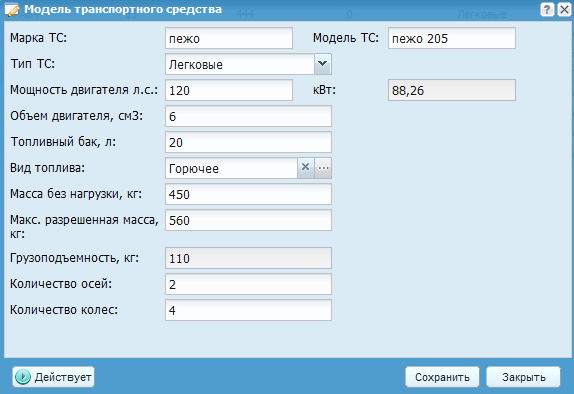 Модель транспортного средства
Марка ТС: пежо Модель ТС: пежо 205
Тип ТС: Легковые
Мощность двигателя л.с.: 120 кВт: 88,26
Объем двигателя, см3: 6
Топливный бак, л: 20
Вид топлива: Горючее
Масса без нагрузки, кг: 450
Макс. разрешенная масса,
кг: 560
Грузоподъемность, кг: 110
Количество осей: 2
Количество колес: 4
Действует Сохранить Закрыть